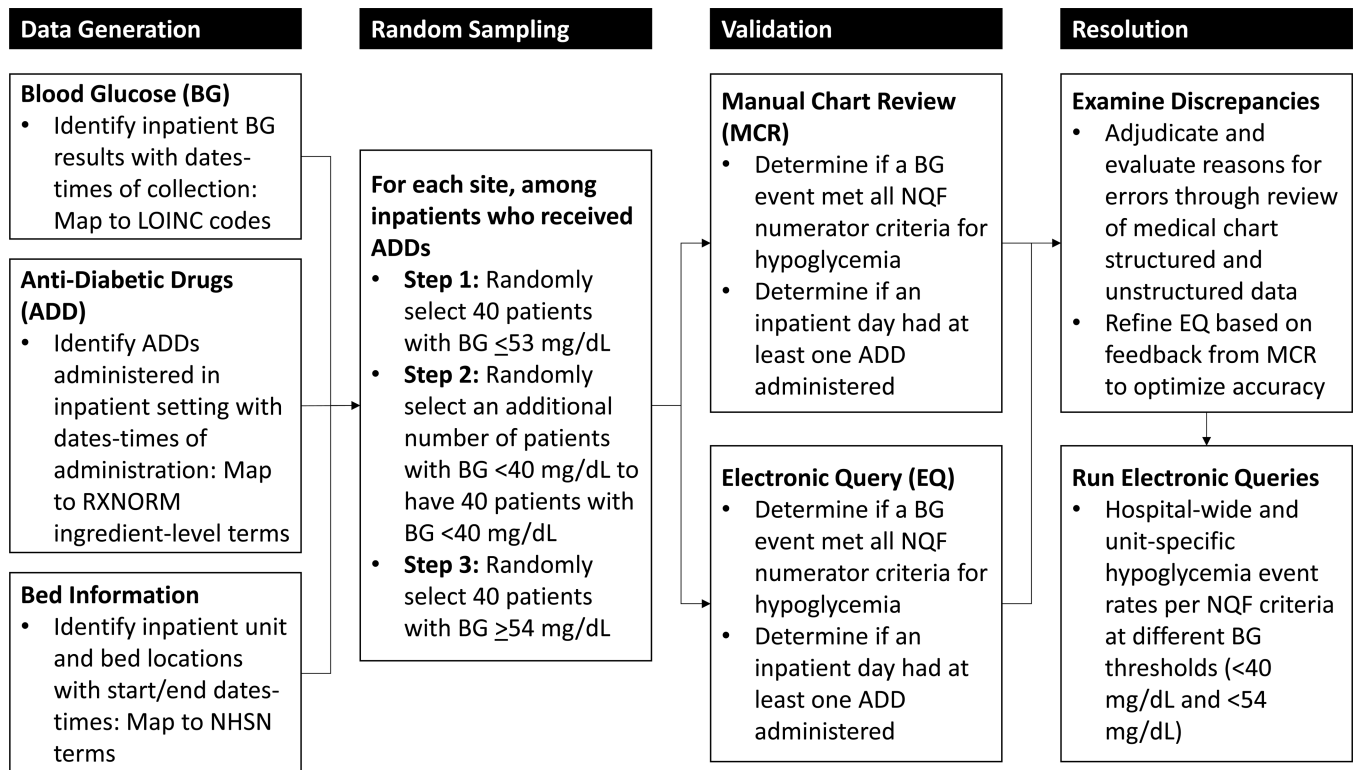 Data Generation
Blood Glucose (BG)
• Identify inpatient BG
results with dates-
times of collection:
Map to LOINC codes
Anti-Diabetic Drugs
(ADD)
• Identify ADDs
administered in
inpatient setting with
dates-times of
administration: Map
to RXNORM
ingredient-level terms
Bed Information
• Identify inpatient unit
and bed locations
with start/end dates-
times: Map to NHSN
terms
Random Sampling
For each site, among
inpatients who received
ADDs
• Step 1: Randomly
select 40 patients
with BG ≤53 mg/dL
• Step 2: Randomly
select an additional
number of patients
with BG <40 mg/dL to
have 40 patients with
BG <40 mg/dL
• Step 3: Randomly
select 40 patients
with BG ≥54 mg/dL
Validation
Manual Chart Review
(MCR)
• Determine if a BG
event met all NQF
numerator criteria for
hypoglycemia
• Determine if an
inpatient day had at
least one ADD
administered
Electronic Query (EQ)
• Determine if a BG
event met all NQF
numerator criteria for
hypoglycemia
• Determine if an
inpatient day had at
least one ADD
administered
Resolution
Examine Discrepancies
• Adjudicate and
evaluate reasons for
errors through review
of medical chart
structured and
unstructured data
• Refine EQ based on
feedback from MCR
to optimize accuracy
Run Electronic Queries
• Hospital-wide and
unit-specific
hypoglycemia event
rates per NQF criteria
at different BG
thresholds (<40
mg/dL and <54
mg/dL)